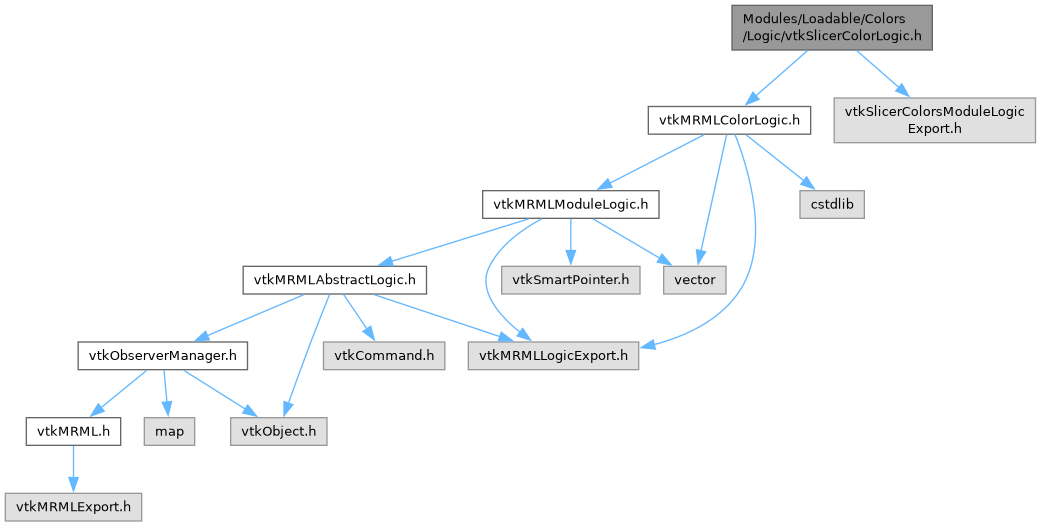 Modules/Loadable/Colors
/Logic/vtkSlicerColorLogic.h
vtkMRMLColorLogic.h
vtkSlicerColorsModuleLogic
Export.h
vtkMRMLModuleLogic.h
cstdlib
vtkMRMLAbstractLogic.h
vtkSmartPointer.h
vector
vtkObserverManager.h
vtkCommand.h
vtkMRMLLogicExport.h
vtkMRML.h
map
vtkObject.h
vtkMRMLExport.h